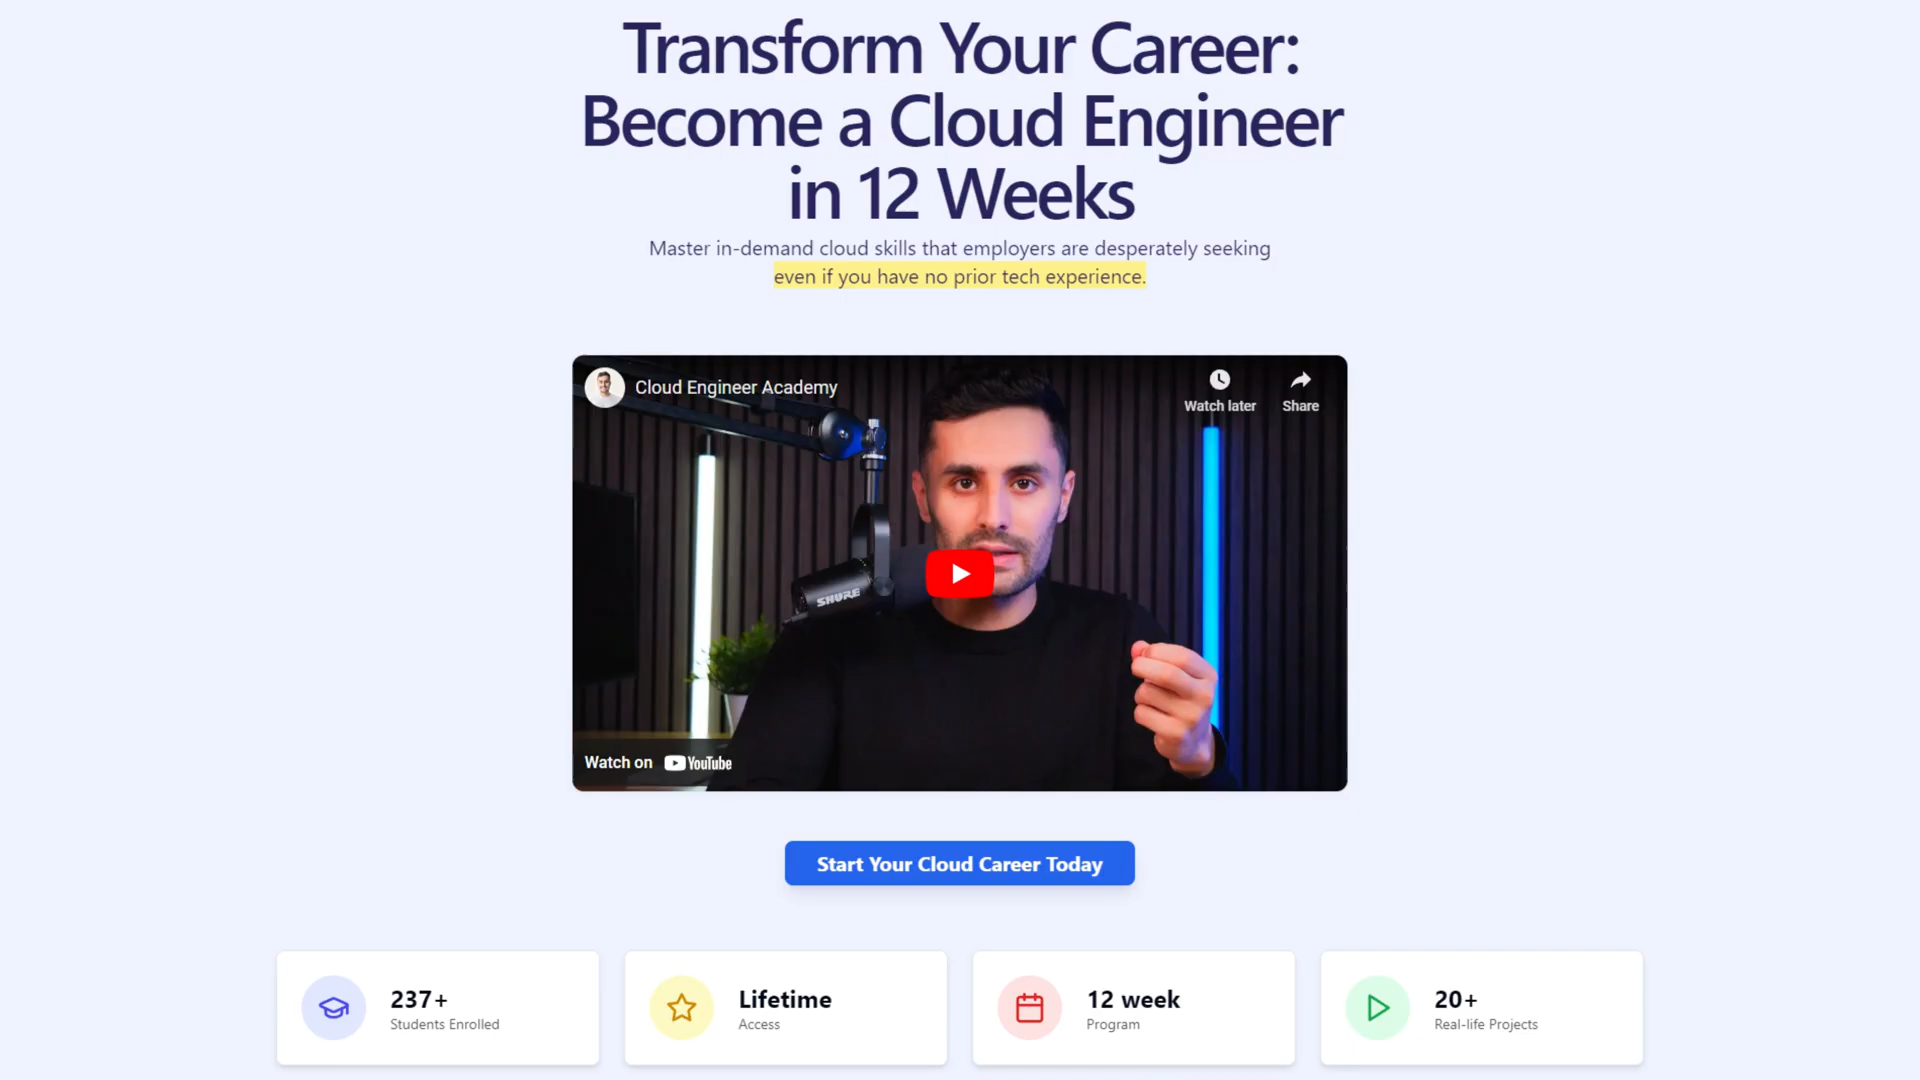 Transform Your Career:
Become a Cloud Engineer
in 12 Weeks
Master in-demand cloud skills that employers are desperately seeking
even if you have no prior tech experience.
Cloud Engineer Academy
Watch later
Share
SHURE
Watch on YouTube
Start Your Cloud Career Today
237+
Students Enrolled
Lifetime
Access
12 week
Program
20+
Real-life Projects